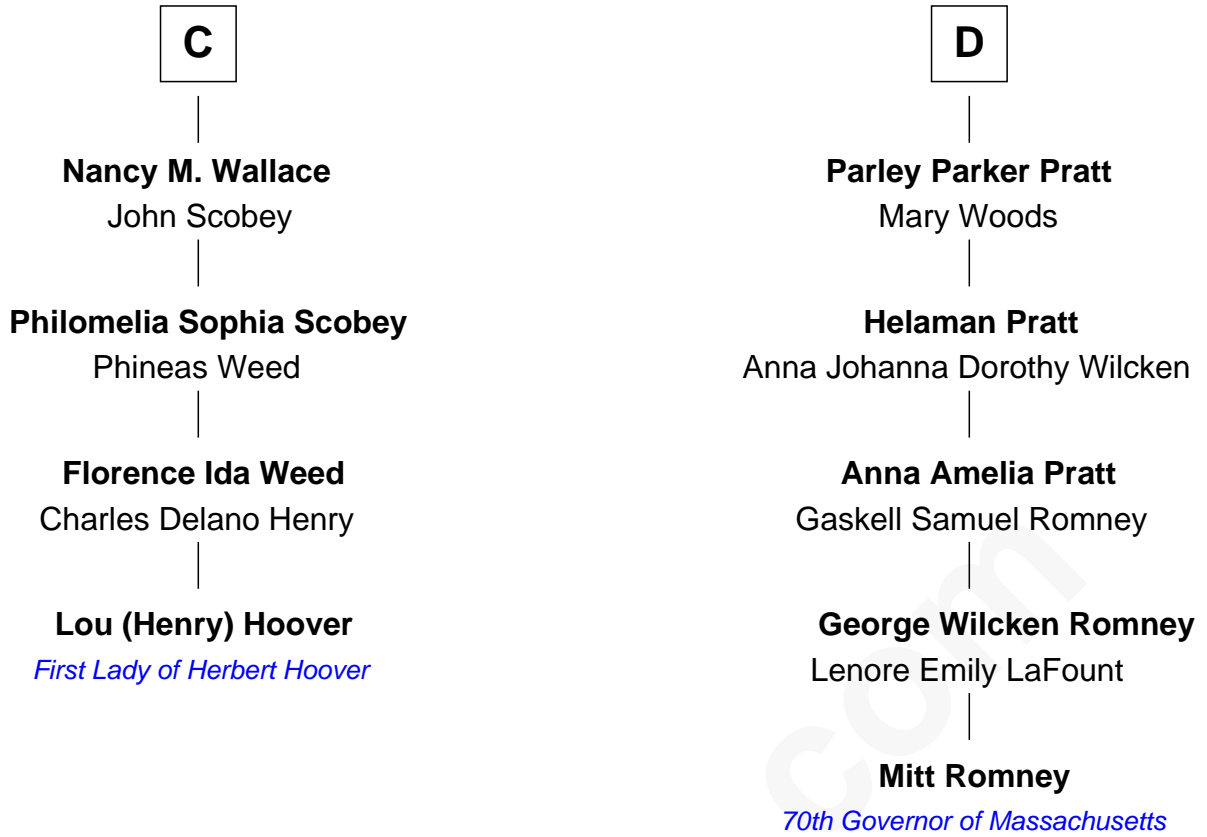 C
Nancy M. Wallace
John Scobey
Philomelia Sophia Scobey
Phineas Weed
Florence Ida Weed
Charles Delano Henry
Lou (Henry) Hoover
First Lady of Herbert Hoover
D
Parley Parker Pratt
Mary Woods
Helaman Pratt
Anna Johanna Dorothy Wilcken
Anna Amelia Pratt
Gaskell Samuel Romney
George Wilcken Romney
Lenore Emily LaFount
Mitt Romney
70th Governor of Massachusetts
com